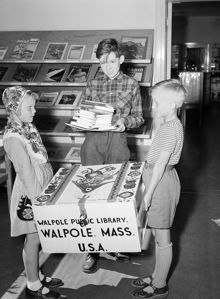 WALPOLE PUBLIC LIBRARY,
WALPOLE, MASS.
U.S.A.